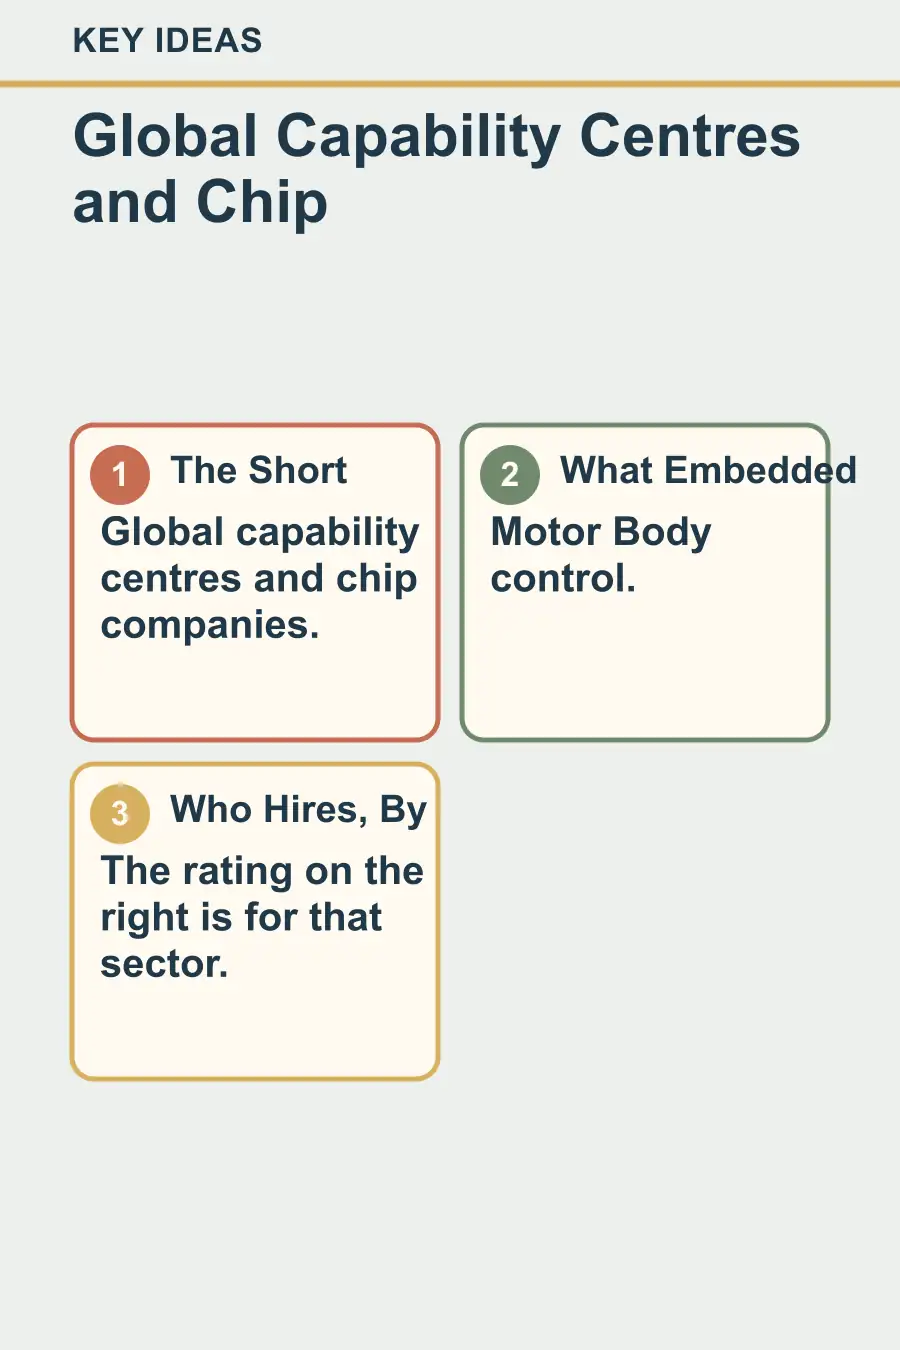 KEY IDEAS
Global Capability Centres
and Chip
1 The Short
Global capability
centres and chip
companies.
2 What Embedded
Motor Body
control.
3 Who Hires, By
The rating on the
right is for that
sector.